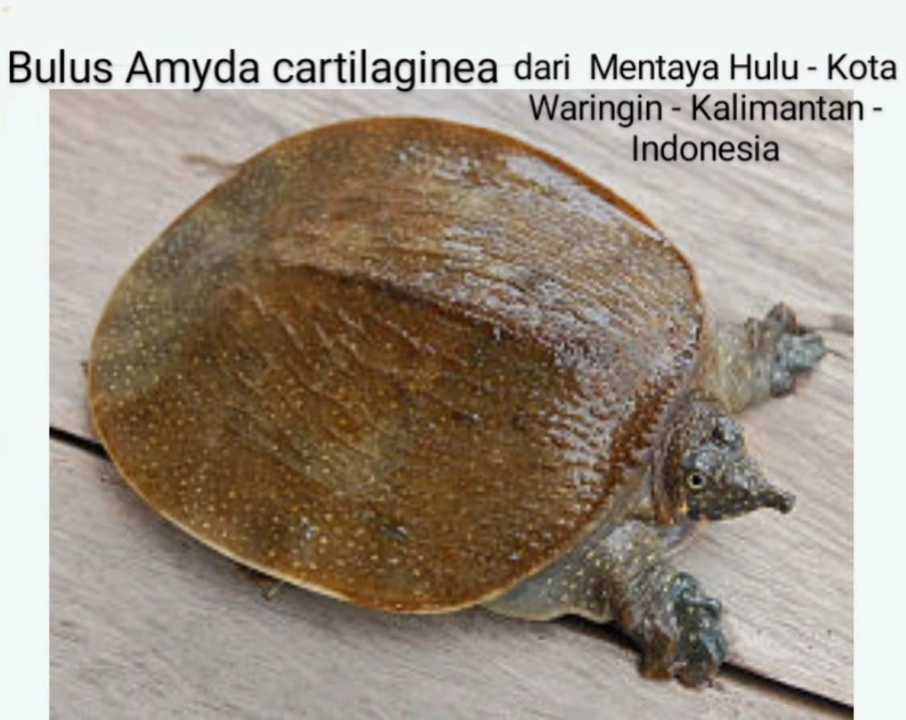 Bulus Amyda cartilaginea dari Mentaya Hulu - Kota
Waringin - Kalimantan -
Indonesia